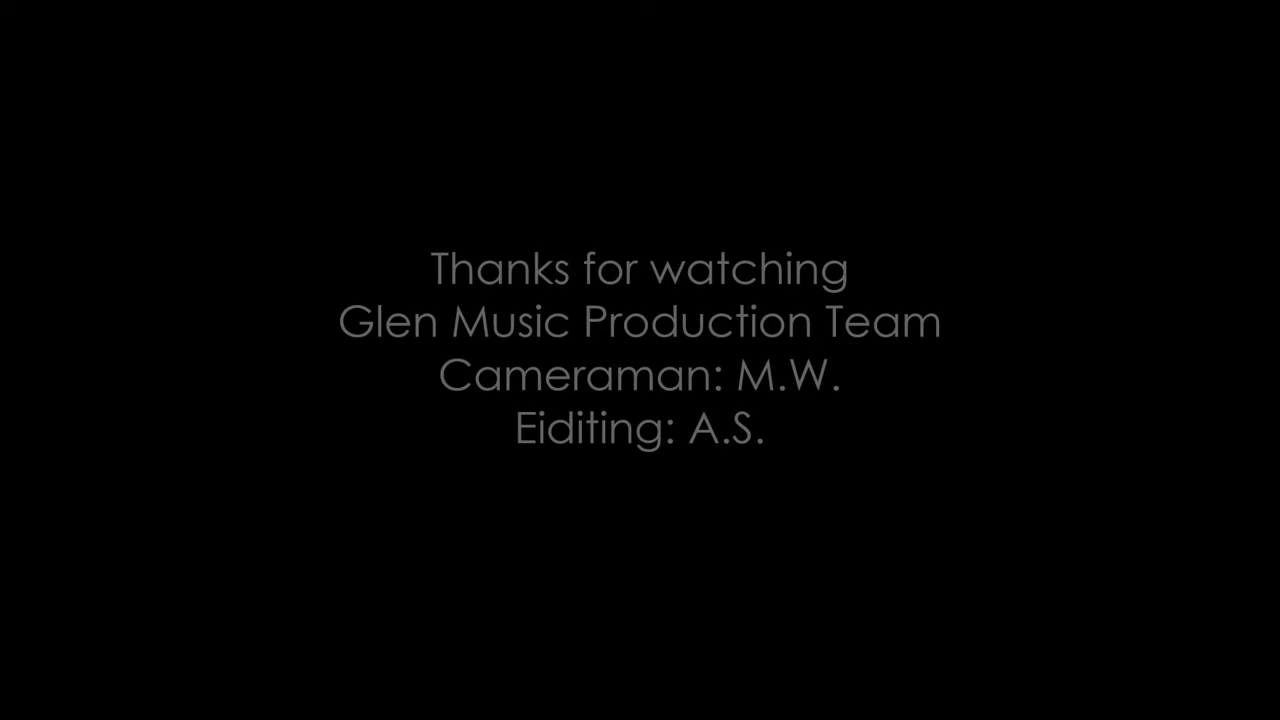 Thanks for watching
Glen Music Production Team
Cameraman: M.W.
Eiditing: A.S.